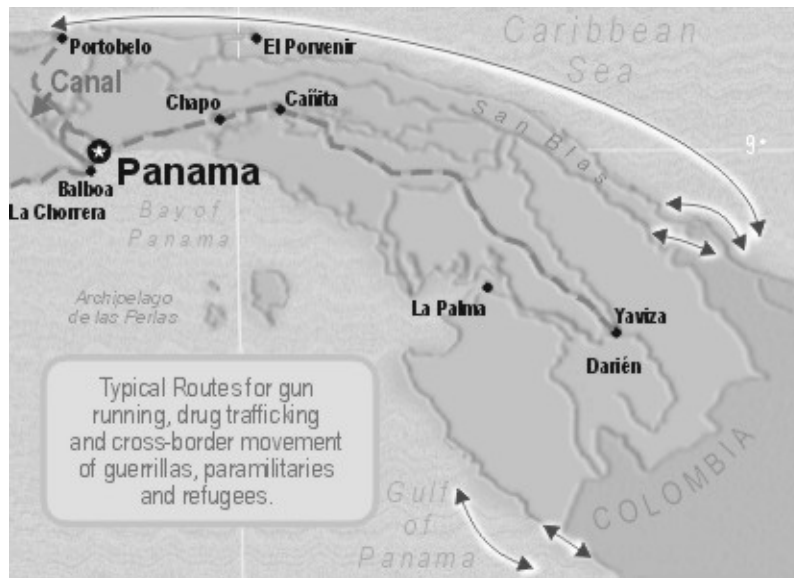 Caribbean
Sea
Portobelo
El Porvenir
Canal
Chapo
Cañita
San Blas
9°
Panama
Balboa
La Chorrera
Bay of
Panama
Archipelago
de las Perlas
La Palma
Yaviza
Darién
Typical Routes for gun
running, drug trafficking
and cross-border movement
of guerrillas, paramilitaries
and refugees.
Gulf
of
Panama
COLOMBIA